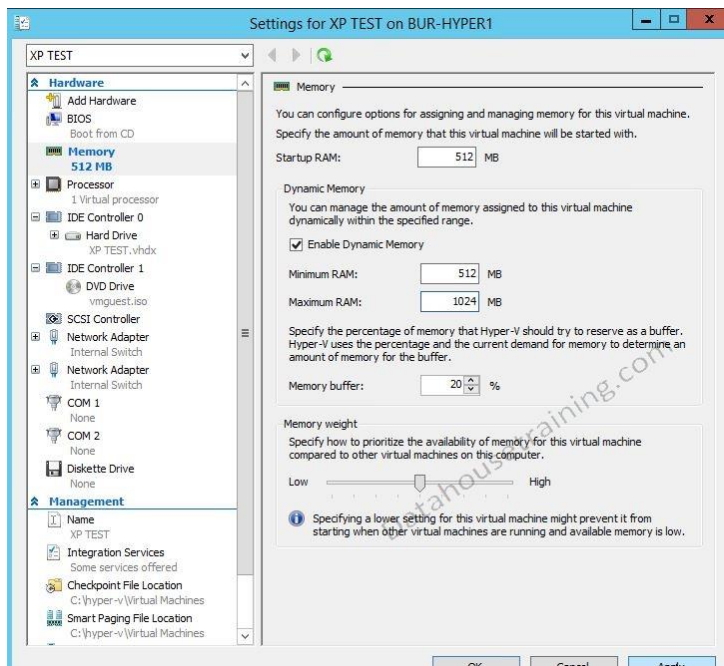 Settings for XP TEST on BUR-HYPER1
XP TEST
Hardware
Add Hardware
BIOS
Boot from CD
Memory
512 MB
Processor
1 Virtual processor
IDE Controller 0
Hard Drive
XP TEST.vhdx
IDE Controller 1
DVD Drive
vmguest.iso
SCSI Controller
Network Adapter
Internal Switch
Network Adapter
Internal Switch
COM 1
None
COM 2
None
Diskette Drive
None
Management
Name
XP TEST
Integration Services
Some services offered
Checkpoint File Location
C:\hyper-v\Virtual Machines
Smart Paging File Location
C:\hyper-v\Virtual Machines
Memory
You can configure options for assigning and managing memory for this virtual machine.
Specify the amount of memory that this virtual machine will be started with.
Startup RAM: 512 MB
Dynamic Memory
You can manage the amount of memory assigned to this virtual machine
dynamically within the specified range.
Enable Dynamic Memory
Minimum RAM: 512 MB
Maximum RAM: 1024 MB
Specify the percentage of memory that Hyper-V should try to reserve as a buffer.
Hyper-V uses the percentage and the current demand for memory to determine an
amount of memory for the buffer.
Memory buffer: 20 %
Memory weight
Specify how to prioritize the availability of memory for this virtual machine
compared to other virtual machines on this computer.
Low High
Specifying a lower setting for this virtual machine might prevent it from
starting when other virtual machines are running and available memory is low.
datahousetraining.com
OK Cancel Apply